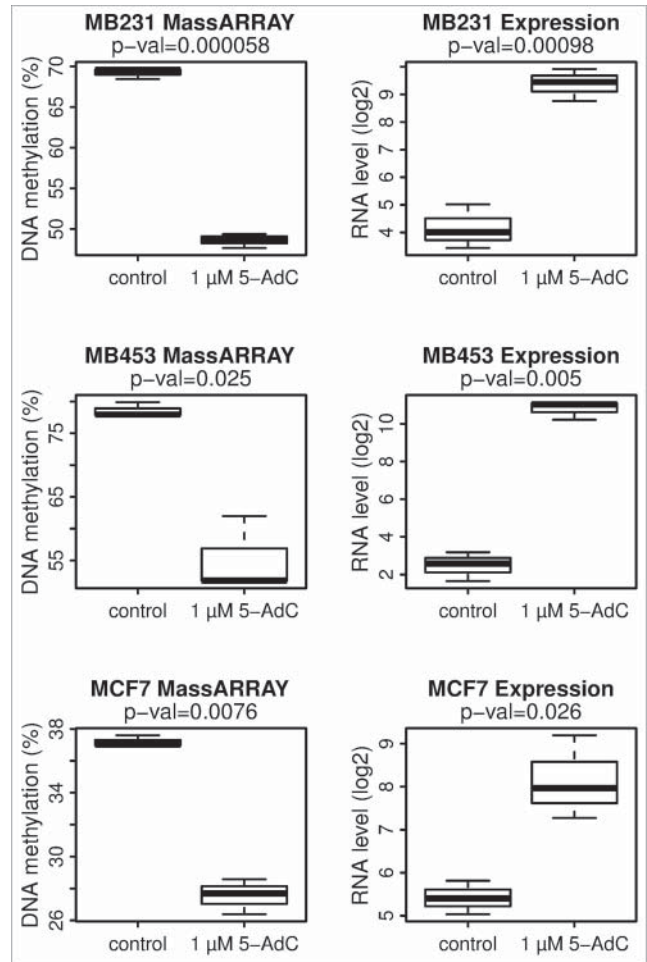 MB231 MassARRAY
p-val=0.000058
DNA methylation (%)
70
65
60
55
50
control 1 µM 5-AdC
MB231 Expression
p-val=0.00098
RNA level (log2)
9
8
7
6
5
4
control 1 µM 5-AdC
MB453 MassARRAY
p-val=0.025
DNA methylation (%)
75
65
55
control 1 µM 5-AdC
MB453 Expression
p-val=0.005
RNA level (log2)
10
8
6
4
2
control 1 µM 5-AdC
MCF7 MassARRAY
p-val=0.0076
DNA methylation (%)
38
34
28
26
control 1 µM 5-AdC
MCF7 Expression
p-val=0.026
RNA level (log2)
9
8
7
6
5
control 1 µM 5-AdC